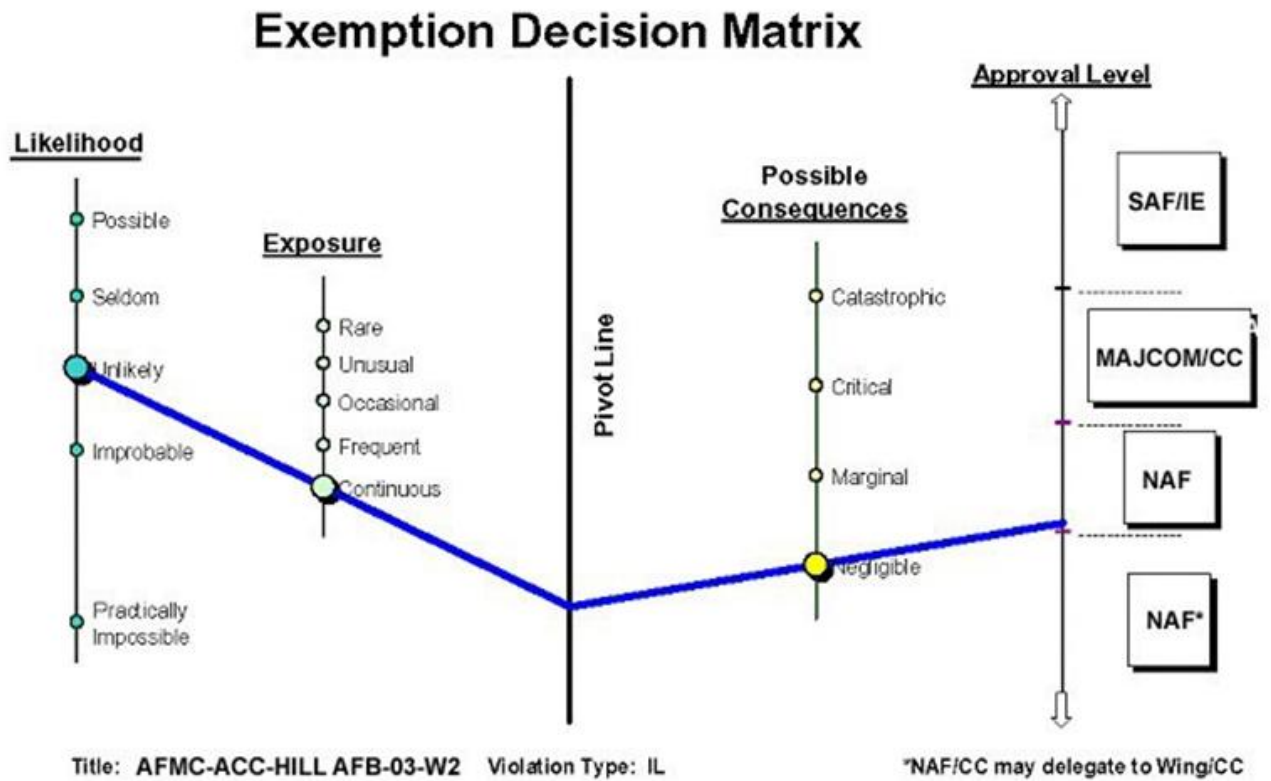 Exemption Decision Matrix
Approval Level
Likelihood
Possible
Seldom
Unlikely
Improbable
Practically
Impossible
Exposure
Rare
Unusual
Occasional
Frequent
Continuous
Pivot Line
Possible
Consequences
Catastrophic
Critical
Marginal
Negligible
SAF/IE
MAJCOM/CC
NAF
NAF*
Title: AFMC-ACC-HILL AFB-03-W2 Violation Type: IL
*NAF/CC may delegate to Wing/CC